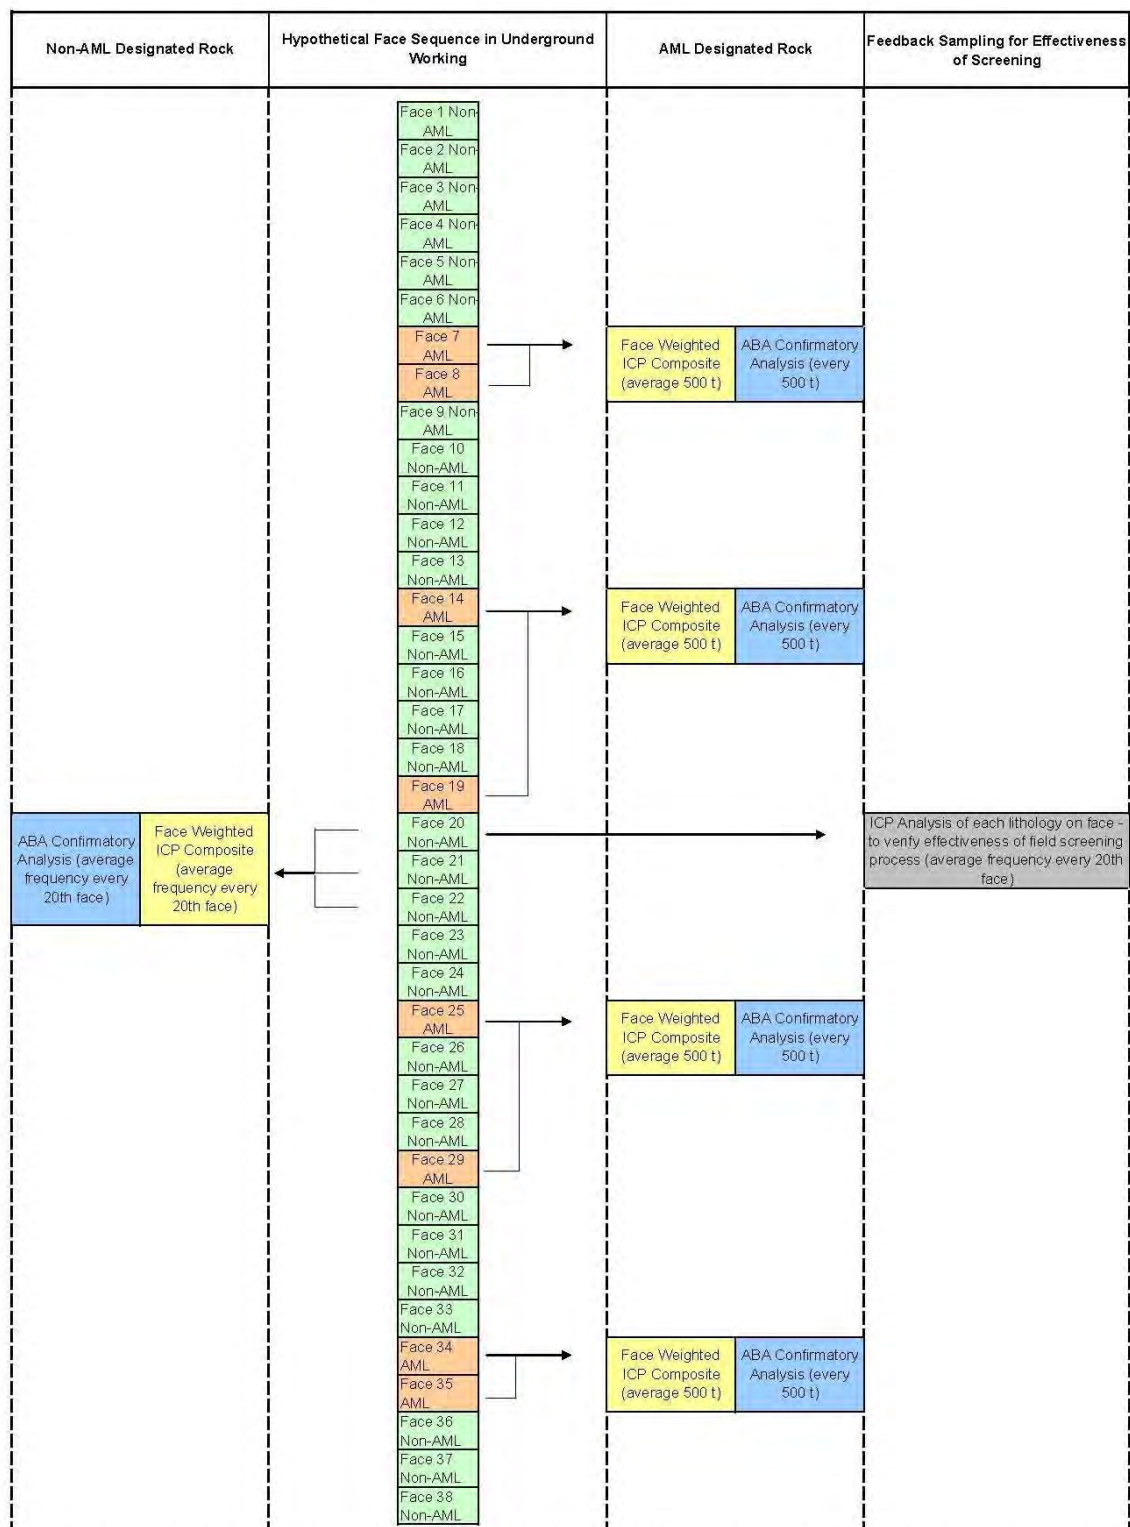 Non-AML Designated Rock
Hypothetical Face Sequence in Underground
Working
AML Designated Rock
Feedback Sampling for Effectiveness
of Screening
Face 1 Non-
AML
Face 2 Non-
AML
Face 3 Non-
AML
Face 4 Non-
AML
Face 5 Non-
AML
Face 6 Non-
AML
Face 7
AML
Face 8
AML
Face Weighted
ICP Composite
(average 500 t)
ABA Confirmatory
Analysis (every
500 t)
Face 9 Non-
AML
Face 10
Non-AML
Face 11
Non-AML
Face 12
Non-AML
Face 13
Non-AML
Face 14
AML
Face Weighted
ICP Composite
(average 500 t)
ABA Confirmatory
Analysis (every
500 t)
Face 15
Non-AML
Face 16
Non-AML
Face 17
Non-AML
Face 18
Non-AML
Face 19
AML
ABA Confirmatory
Analysis (average
frequency every
20th face)
Face Weighted
ICP Composite
(average
frequency every
20th face)
Face 20
Non-AML
ICP Analysis of each lithology on face -
to verify effectiveness of field screening
process (average frequency every 20th
face)
Face 21
Non-AML
Face 22
Non-AML
Face 23
Non-AML
Face 24
Non-AML
Face 25
AML
Face Weighted
ICP Composite
(average 500 t)
ABA Confirmatory
Analysis (every
500 t)
Face 26
Non-AML
Face 27
Non-AML
Face 28
Non-AML
Face 29
AML
Face 30
Non-AML
Face 31
Non-AML
Face 32
Non-AML
Face 33
Non-AML
Face 34
AML
Face 35
AML
Face Weighted
ICP Composite
(average 500 t)
ABA Confirmatory
Analysis (every
500 t)
Face 36
Non-AML
Face 37
Non-AML
Face 38
Non-AML